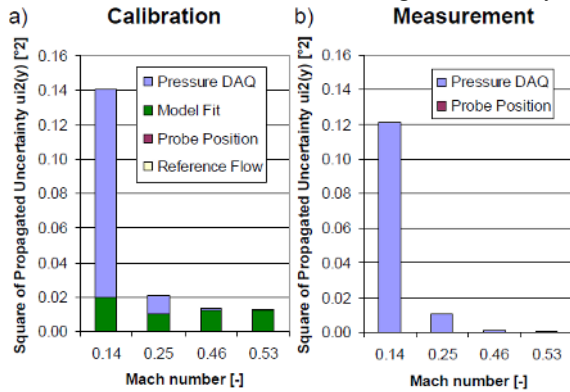 a) Calibration
Square of Propagated Uncertainty ui2(y) [°2]
0.16
0.14
0.12
0.10
0.08
0.06
0.04
0.02
0.00
Pressure DAQ
Model Fit
Probe Position
Reference Flow
0.14 0.25 0.46 0.53
Mach number [-]
b) Measurement
Square of Propagated Uncertainty ui2(y) [°2]
0.16
0.14
0.12
0.10
0.08
0.06
0.04
0.02
0.00
Pressure DAQ
Probe Position
0.14 0.25 0.46 0.53
Mach number [-]